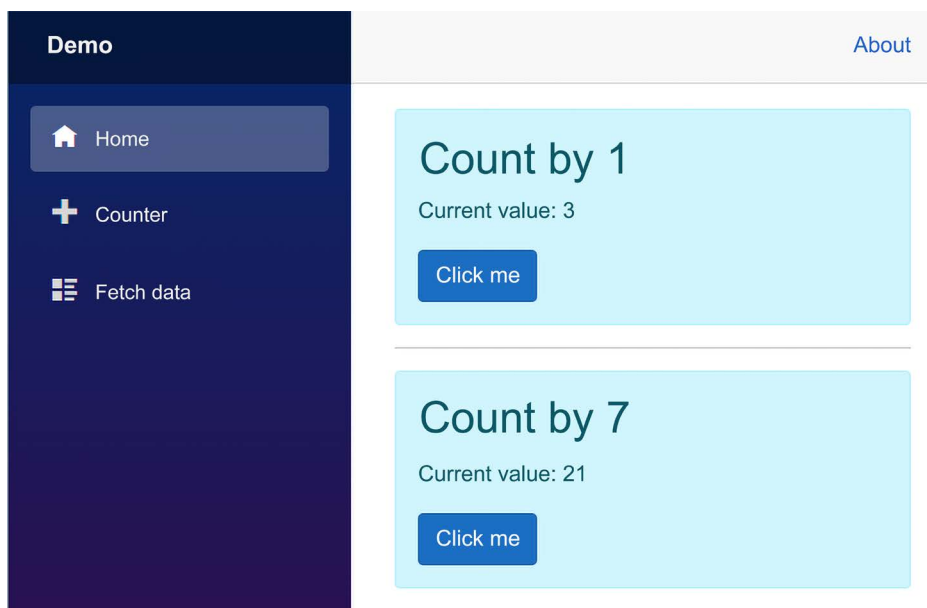 Demo
About
Home
Counter
Fetch data
Count by 1
Current value: 3
Click me
Count by 7
Current value: 21
Click me